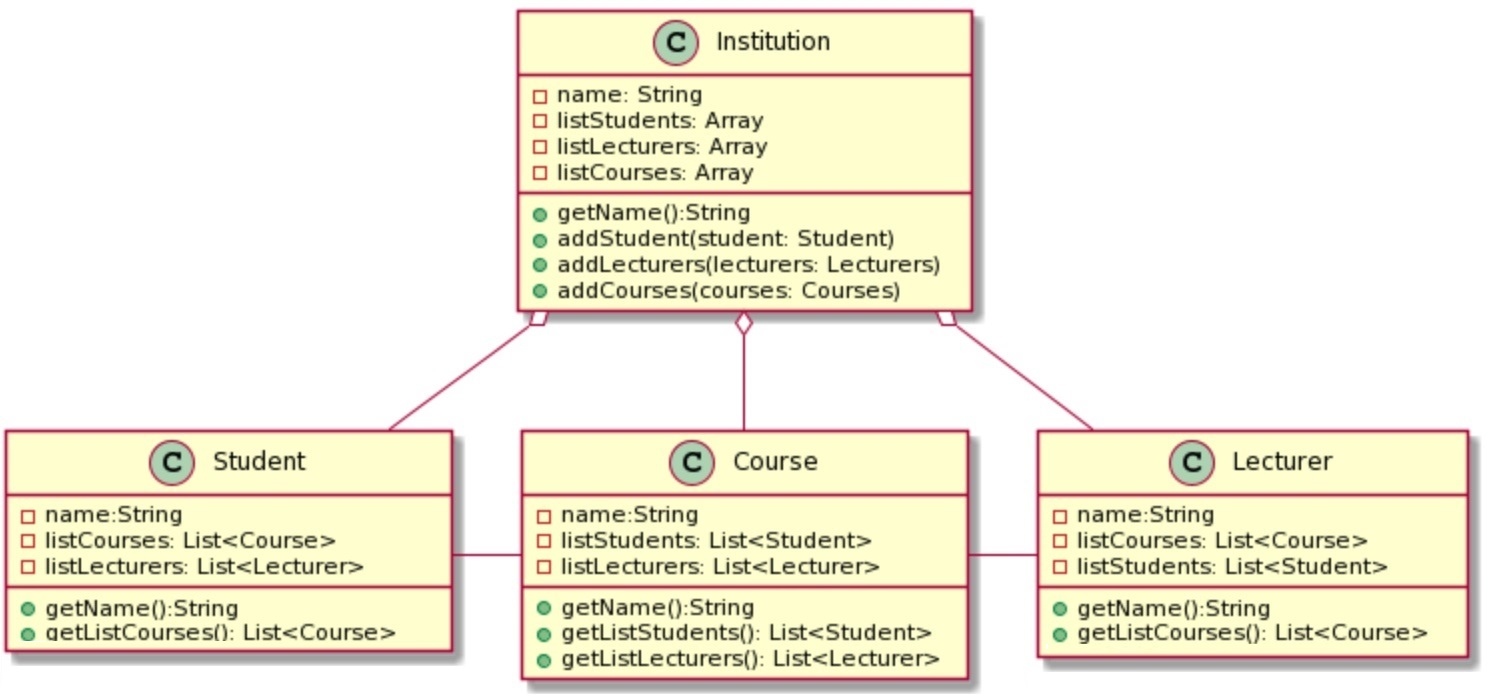 C Institution
name: String
listStudents: Array
listLecturers: Array
listCourses: Array
getName():String
addStudent(student: Student)
addLecturers(lecturers: Lecturers)
addCourses(courses: Courses)
C Student
name:String
listCourses: List<Course>
listLecturers: List<Lecturer>
getName():String
getListCourses(): List<Course>
C Course
name:String
listStudents: List<Student>
listLecturers: List<Lecturer>
getName():String
getListStudents(): List<Student>
getListLecturers(): List<Lecturer>
C Lecturer
name:String
listCourses: List<Course>
listStudents: List<Student>
getName():String
getListCourses(): List<Course>